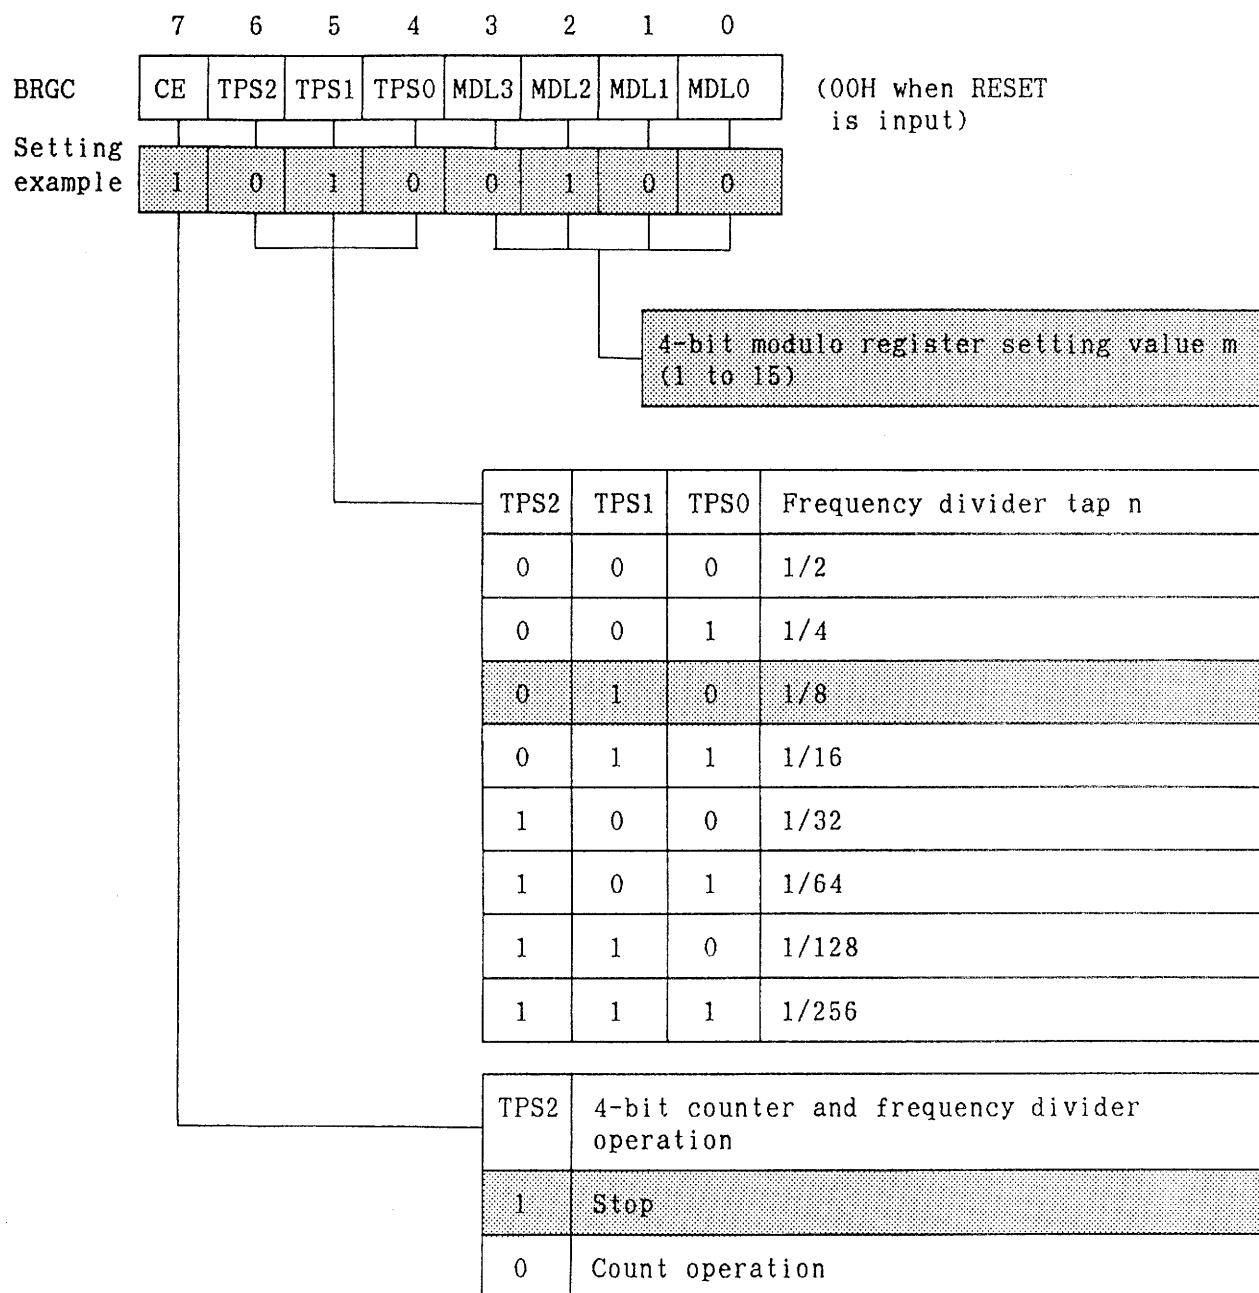 7 6 5 4 3 2 1 0
BRGC CE TPS2 TPS1 TPS0 MDL3 MDL2 MDL1 MDL0 (00H when RESET
is input)
Setting
example 1 0 1 0 0 1 0 0
4-bit modulo register setting value m
(1 to 15)
TPS2 TPS1 TPS0 Frequency divider tap n
0 0 0 1/2
0 0 1 1/4
0 1 0 1/8
0 1 1 1/16
1 0 0 1/32
1 0 1 1/64
1 1 0 1/128
1 1 1 1/256
TPS2 4-bit counter and frequency divider
operation
1 Stop
0 Count operation